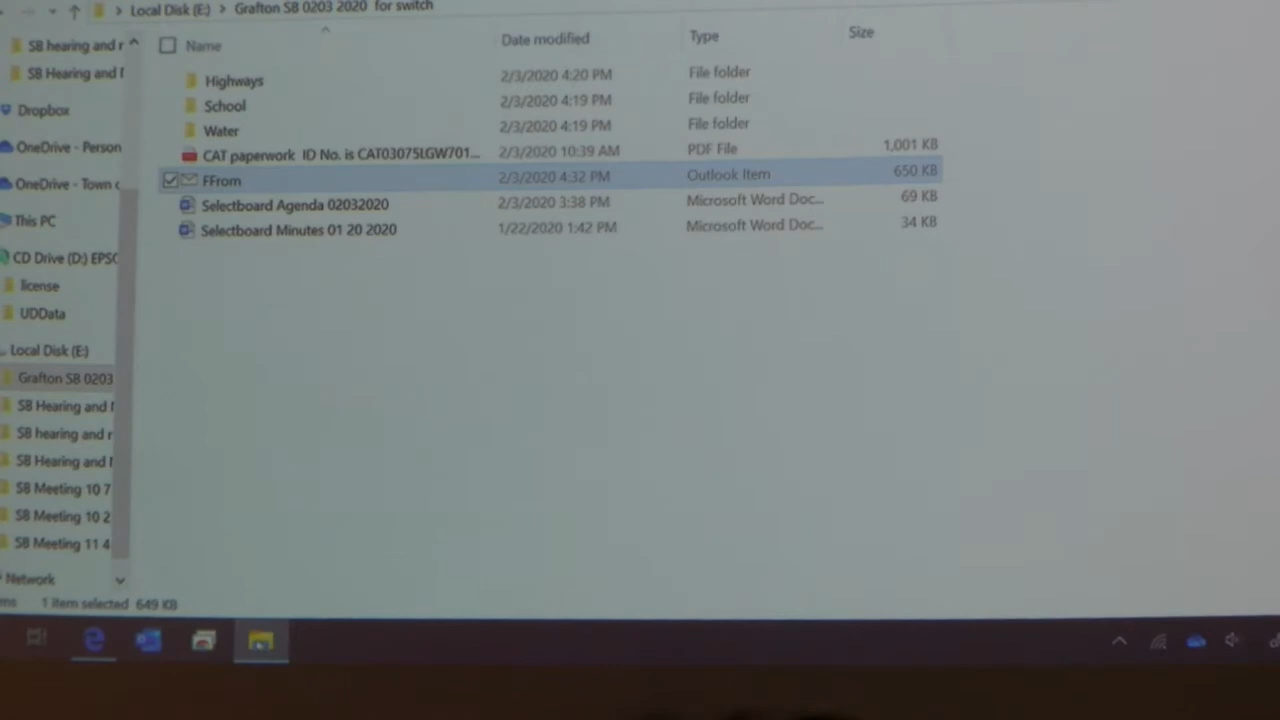 Local Disk (E:) > Grafton SB 0203 2020 for switch
Name Date modified Type Size
Highways 2/3/2020 4:20 PM File folder
School 2/3/2020 4:19 PM File folder
Water 2/3/2020 4:19 PM File folder
CAT paperwork ID No. is CAT03075LGW701... 2/3/2020 10:39 AM PDF File 1,001 KB
FFrom 2/3/2020 4:32 PM Outlook Item 650 KB
Selectboard Agenda 02032020 2/3/2020 3:38 PM Microsoft Word Doc... 69 KB
Selectboard Minutes 01 20 2020 1/22/2020 1:42 PM Microsoft Word Doc... 34 KB
SB hearing and r
SB Hearing and
Dropbox
OneDrive - Person
OneDrive - Town
This PC
CD Drive (D:) EPSO
license
UDData
Local Disk (E:)
Grafton SB 0203
SB Hearing and
SB hearing and r
SB Hearing and
SB Meeting 10 7
SB Meeting 10 2
SB Meeting 11 4
Network
1 item selected 649 KB